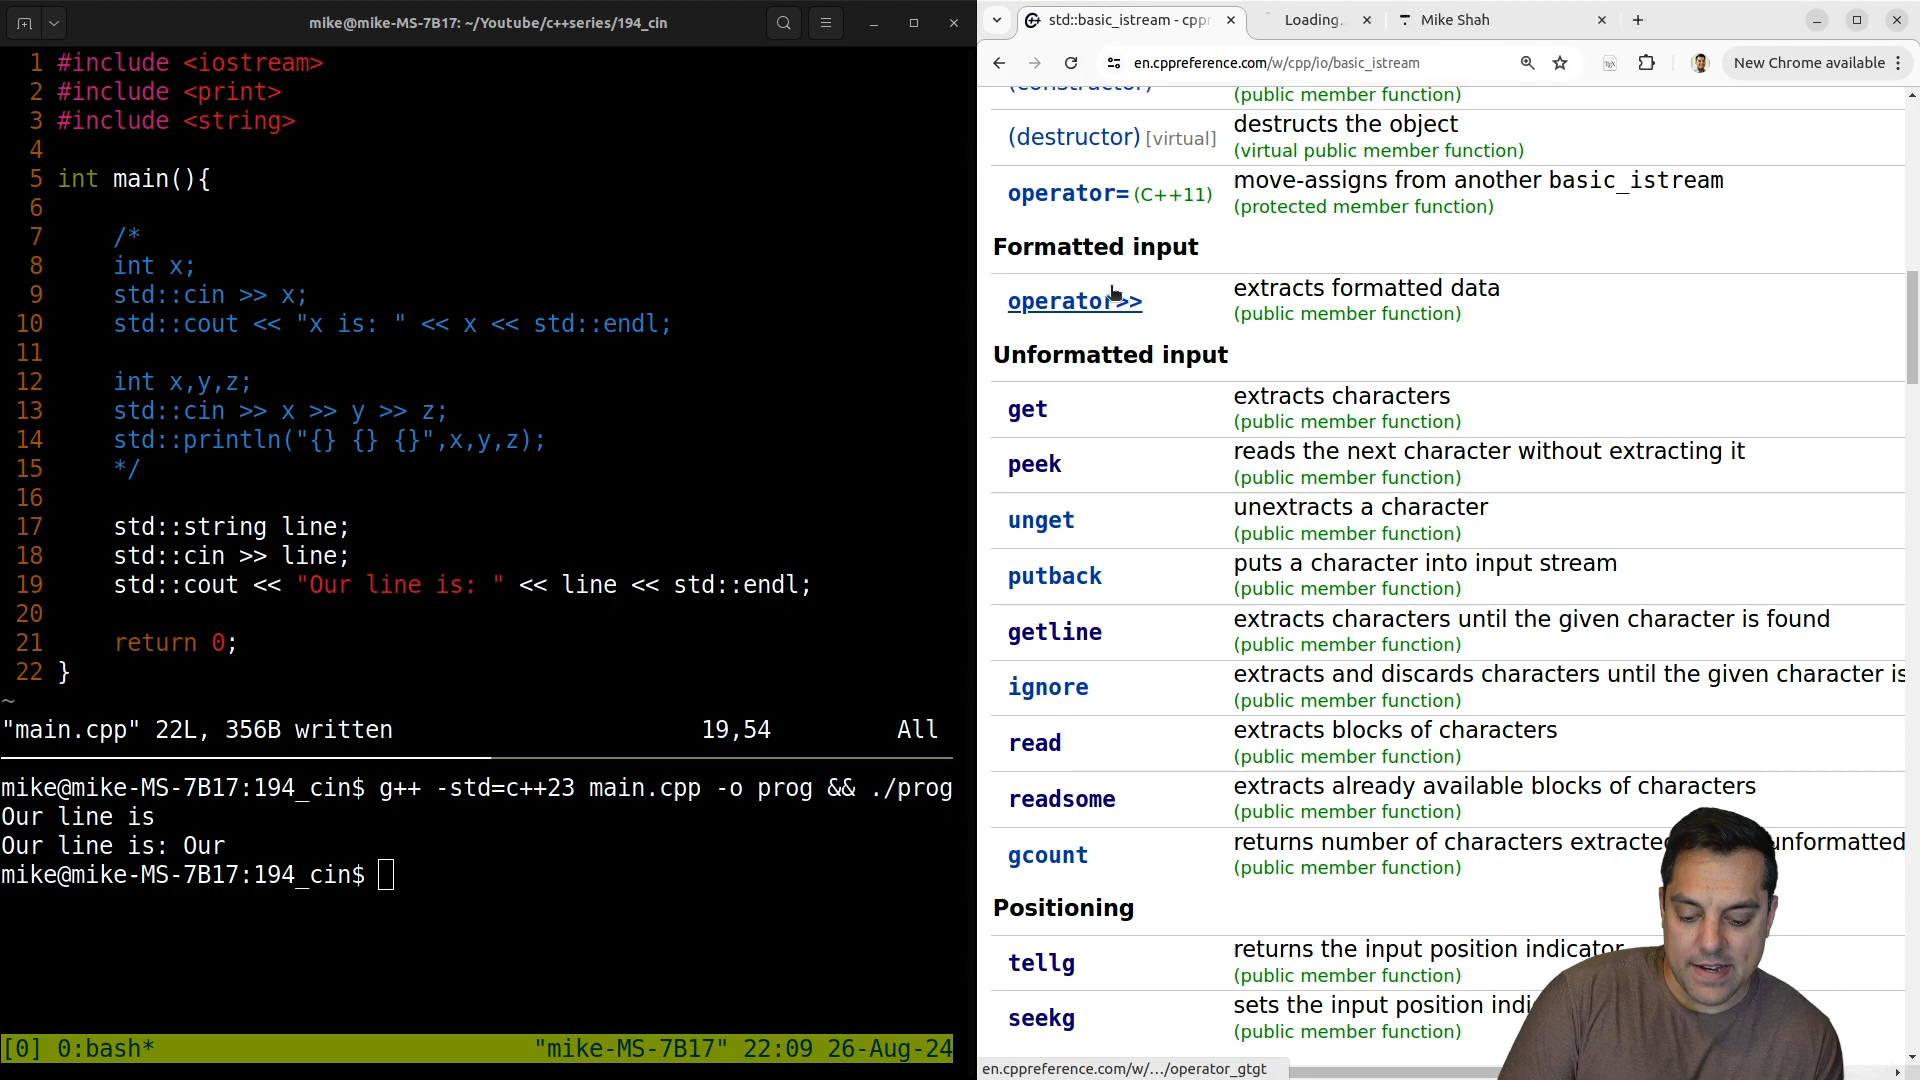 mike@mike-MS-7B17: ~/Youtube/c++series/194_cin
1 #include <iostream>
2 #include <print>
3 #include <string>
4
5 int main(){
6
7 /*
8 int x;
9 std::cin >> x;
10 std::cout << "x is: " << x << std::endl;
11
12 int x,y,z;
13 std::cin >> x >> y >> z;
14 std::println("{} {} {}",x,y,z);
15 */
16
17 std::string line;
18 std::cin >> line;
19 std::cout << "Our line is: " << line << std::endl;
20
21 return 0;
22 }
~
"main.cpp" 22L, 356B written 19,54 All
mike@mike-MS-7B17:194_cin$ g++ -std=c++23 main.cpp -o prog && ./prog
Our line is
Our line is: Our
mike@mike-MS-7B17:194_cin$
[0] 0:bash* "mike-MS-7B17" 22:09 26-Aug-24
std::basic_istream - cppr
Loading.
Mike Shah
en.cppreference.com/w/cpp/io/basic_istream
New Chrome available
(constructor)
(public member function)
(destructor) [virtual]
destructs the object
(virtual public member function)
operator= (C++11)
move-assigns from another basic_istream
(protected member function)
Formatted input
operator>>
extracts formatted data
(public member function)
Unformatted input
get
extracts characters
(public member function)
peek
reads the next character without extracting it
(public member function)
unget
unextracts a character
(public member function)
putback
puts a character into input stream
(public member function)
getline
extracts characters until the given character is found
(public member function)
ignore
extracts and discards characters until the given character is
(public member function)
read
extracts blocks of characters
(public member function)
readsome
extracts already available blocks of characters
(public member function)
gcount
returns number of characters extracted unformatted
(public member function)
Positioning
tellg
returns the input position indicator
(public member function)
seekg
sets the input position indi
(public member function)
en.cppreference.com/w/.../operator_gtgt